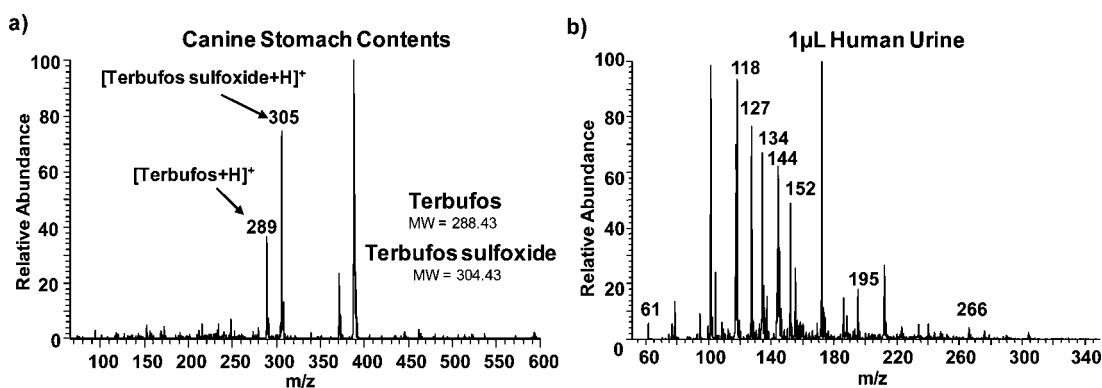 a)
Canine Stomach Contents
Relative Abundance
100
80
60
40
20
0
[Terbufos sulfoxide+H]+
305
[Terbufos+H]+
289
Terbufos
MW = 288.43
Terbufos sulfoxide
MW = 304.43
100 150 200 250 300 350 400 450 500 550 600
m/z
b)
1µL Human Urine
Relative Abundance
100
80
60
40
20
0
61
118
127
134
144
152
195
266
60 100 140 180 220 260 300 340
m/z